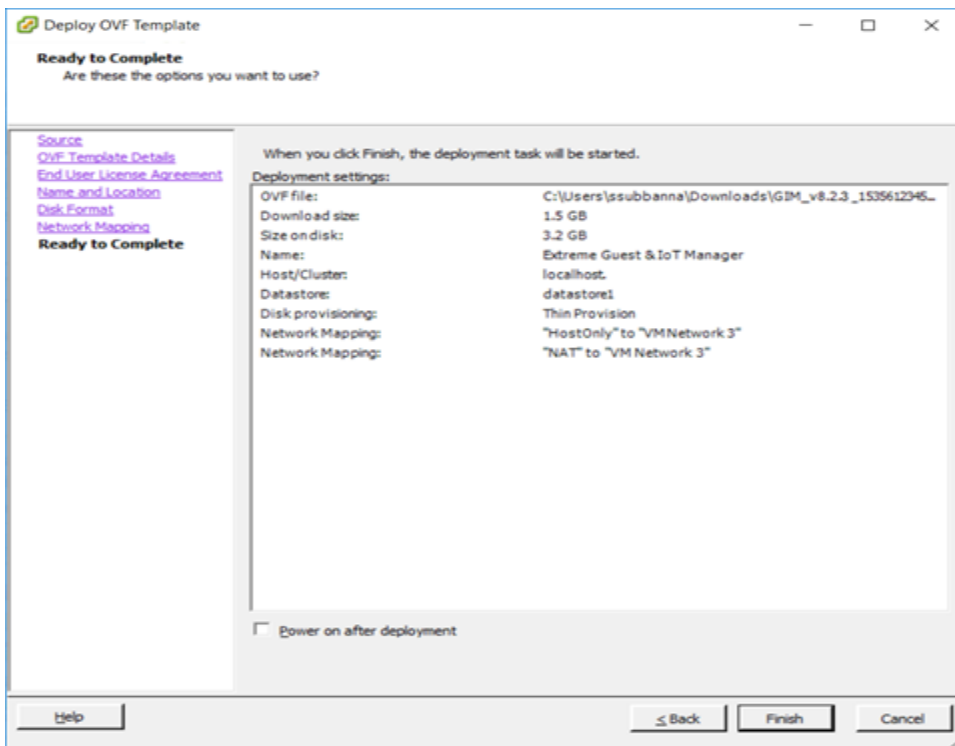 Deploy OVF Template
Ready to Complete
Are these the options you want to use?
Source
OVF Template Details
End User License Agreement
Name and Location
Disk Format
Network Mapping
Ready to Complete
When you click Finish, the deployment task will be started.
Deployment settings:
OVF file: C:\Users\ssubbanna\Downloads\GIM_v8.2.3_1535612345...
Download size: 1.5 GB
Size on disk: 3.2 GB
Name: Extreme Guest & IoT Manager
Host/Cluster: localhost.
Datastore: datastore1
Disk provisioning: Thin Provision
Network Mapping: "HostOnly" to "VM Network 3"
Network Mapping: "NAT" to "VM Network 3"
Power on after deployment
Help
< Back
Finish
Cancel